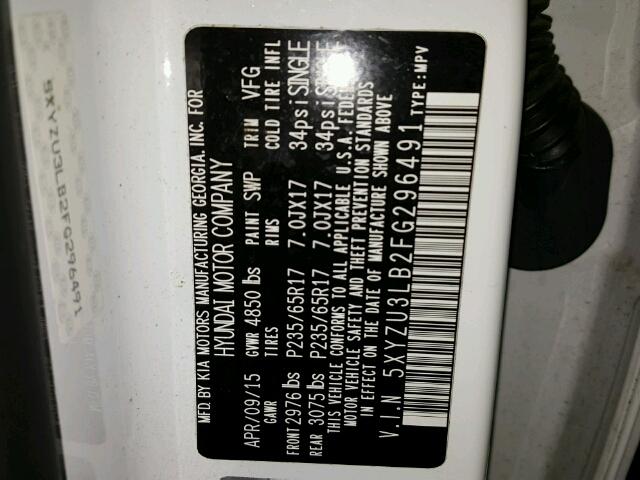 MFD. BY KIA MOTORS MANUFACTURING GEORGIA, INC. FOR
HYUNDAI MOTOR COMPANY
APR/09/15 GVWR 4850 lbs PAINT SWP TRIM VFG
GAWR TIRES RIMS COLD TIRE INFL
FRONT 2976 lbs P235/65R17 7.0JX17 34psi SINGLE
REAR 3075 lbs P235/65R17 7.0JX17 34psi SINGLE
THIS VEHICLE CONFORMS TO ALL APPLICABLE U.S.A. FEDERAL
MOTOR VEHICLE SAFETY AND THEFT PREVENTION STANDARDS
IN EFFECT ON THE DATE OF MANUFACTURE SHOWN ABOVE
V.I.N 5XYZU3LB2FG296491 TYPE:MPV
5XYZU3LB2FG296491